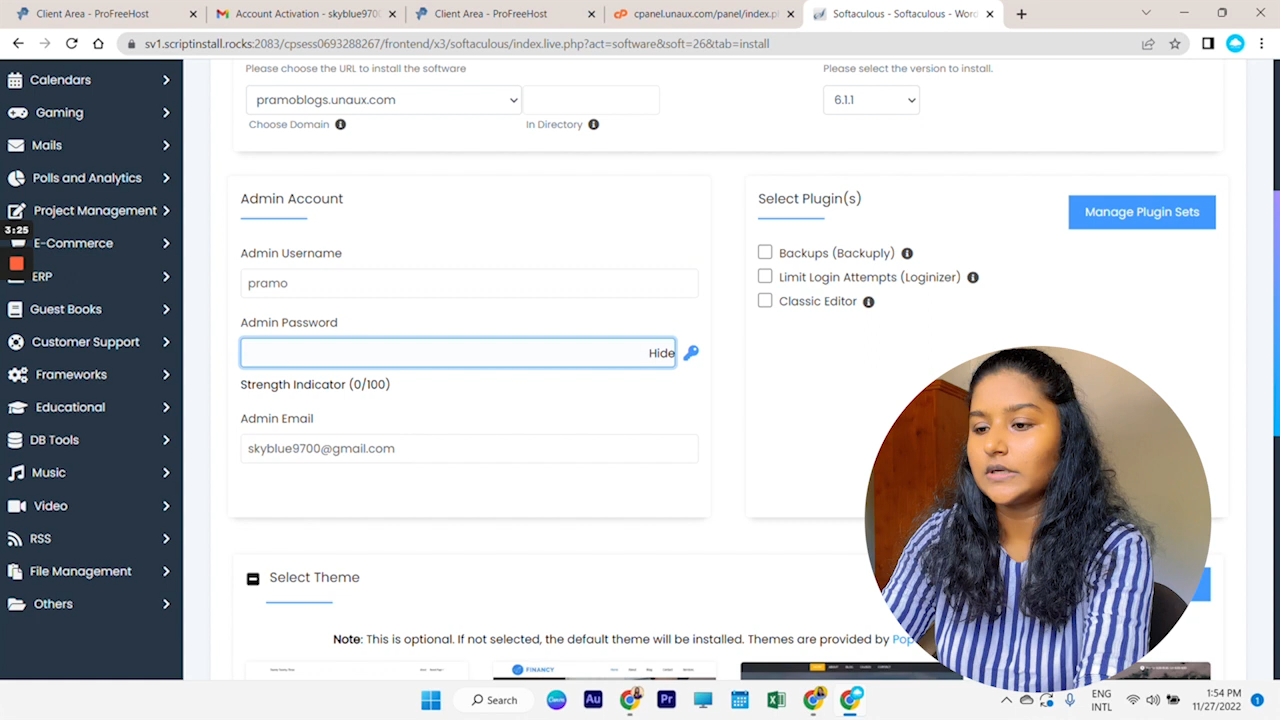 Client Area - ProFreeHost
Account Activation - skyblue970
Client Area - ProFreeHost
cpanel.unaux.com/panel/index.p
Softaculous - Softaculous - Wor
sv1.scriptinstall.rocks:2083/cpsess0693288267/frontend/x3/softaculous/index.live.php?act=software&soft=26&tab=install
Calendars
Gaming
Mails
Polls and Analytics
Project Management
3:25
E-Commerce
ERP
Guest Books
Customer Support
Frameworks
Educational
DB Tools
Music
Video
RSS
File Management
Others
Please choose the URL to install the software
pramoblogs.unaux.com
Choose Domain
In Directory
Please select the version to install.
6.1.1
Admin Account
Admin Username
pramo
Admin Password
Hide
Strength Indicator (0/100)
Admin Email
skyblue9700@gmail.com
Select Plugin(s)
Manage Plugin Sets
Backups (Backuply)
Limit Login Attempts (Loginizer)
Classic Editor
Select Theme
Note: This is optional. If not selected, the default theme will be installed. Themes are provided by Pop
FINANCY
Search
ENG
INTL
1:54 PM
11/27/2022
1